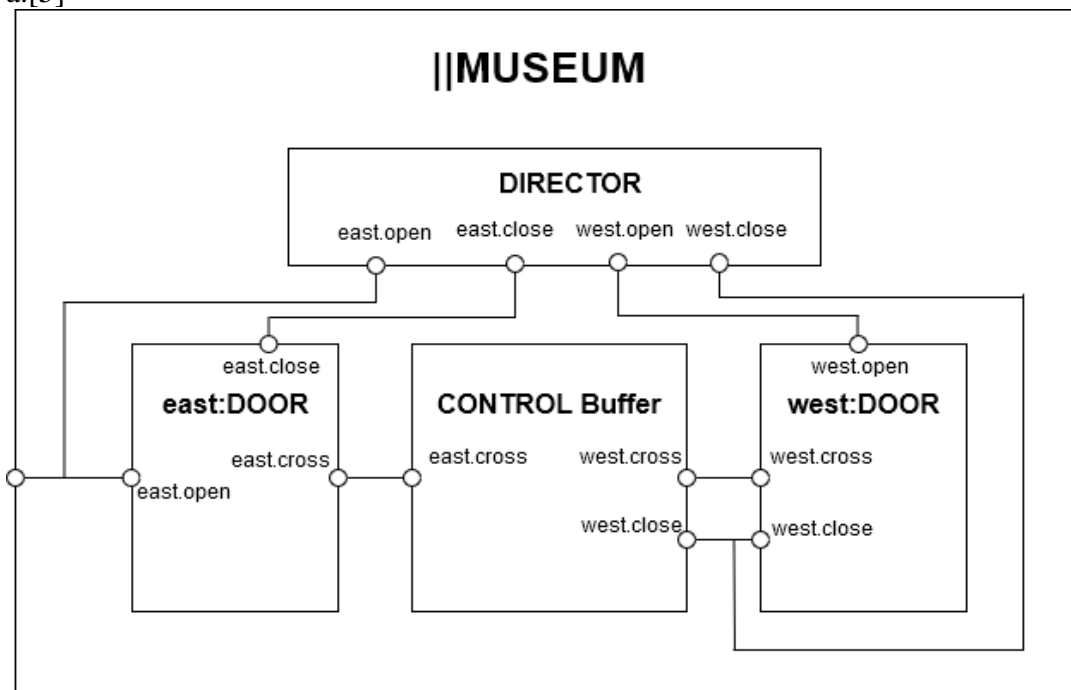 a.[5]
||MUSEUM
DIRECTOR
east.open east.close west.open west.close
east.close
west.open
east:DOOR CONTROL Buffer west:DOOR
east.cross east.cross west.cross west.cross
east.open
west.close west.close